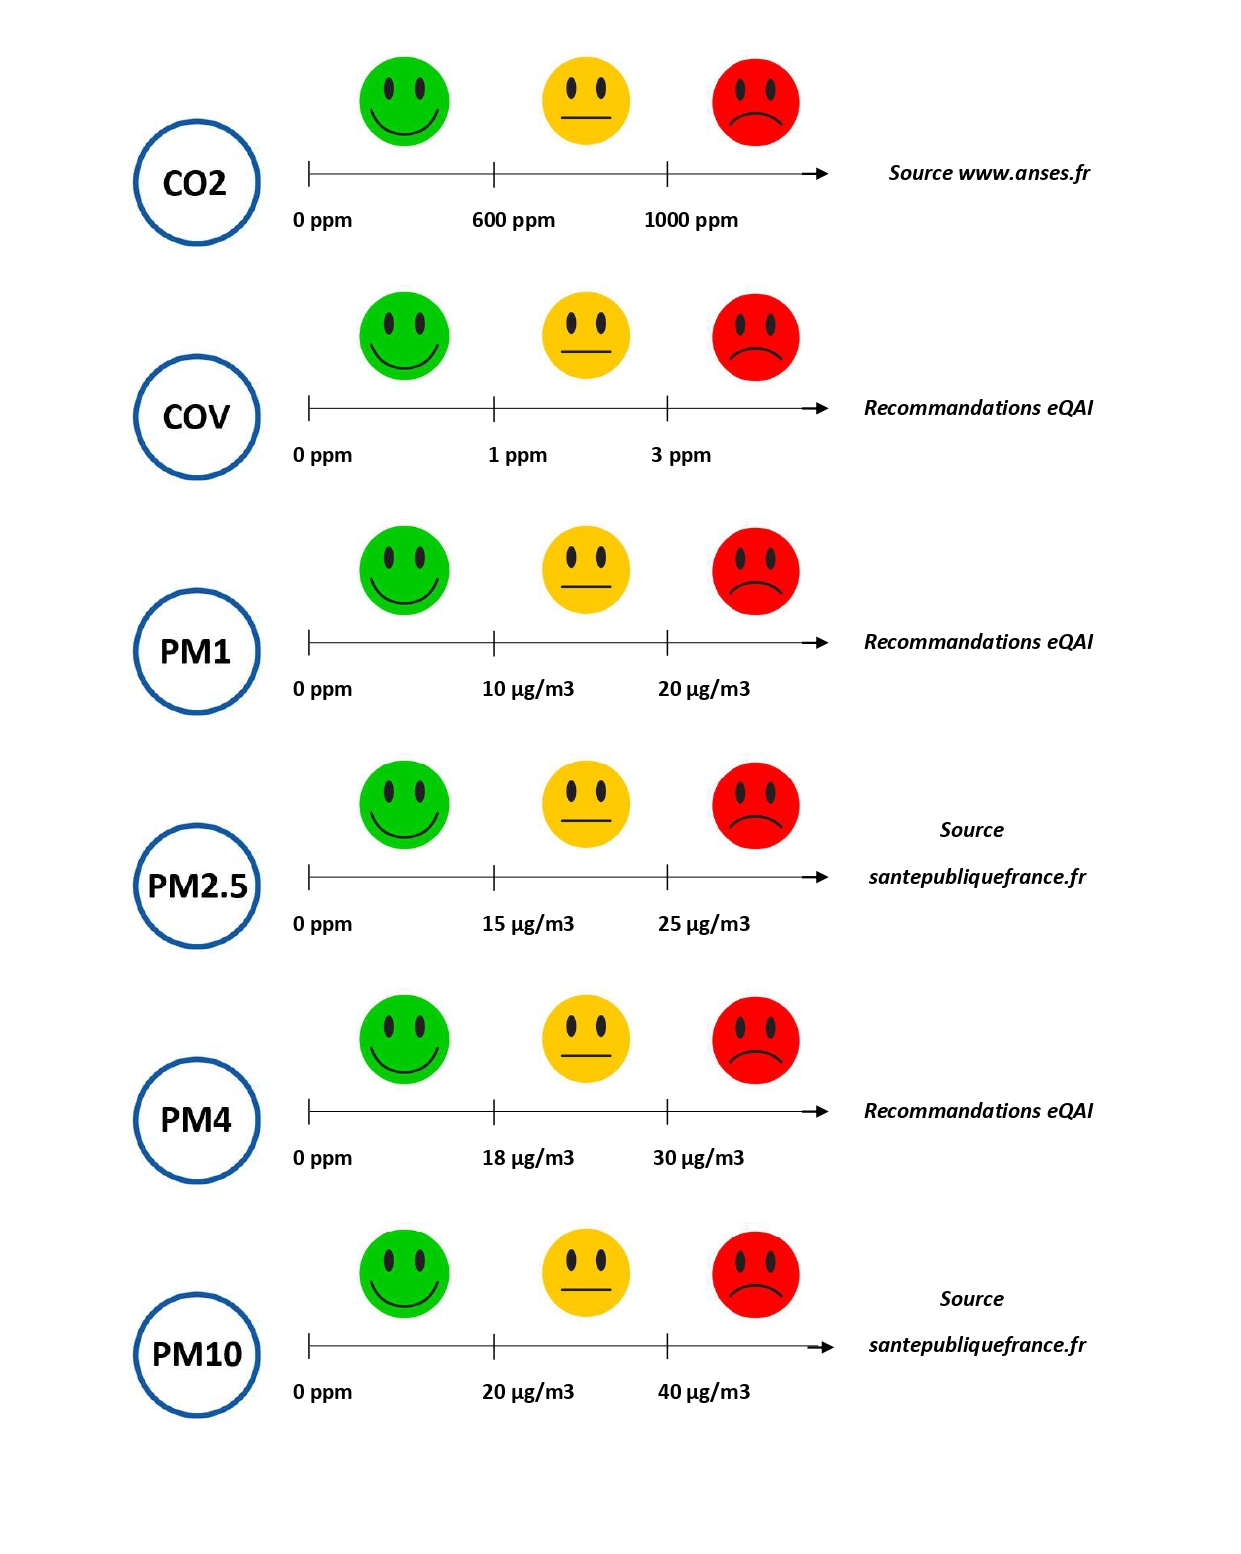 CO2
0 ppm 600 ppm 1000 ppm
Source www.anses.fr
COV
0 ppm 1 ppm 3 ppm
Recommandations eQAI
PM1
0 ppm 10 µg/m3 20 µg/m3
Recommandations eQAI
PM2.5
0 ppm 15 µg/m3 25 µg/m3
Source
santepubliquefrance.fr
PM4
0 ppm 18 µg/m3 30 µg/m3
Recommandations eQAI
PM10
0 ppm 20 µg/m3 40 µg/m3
Source
santepubliquefrance.fr